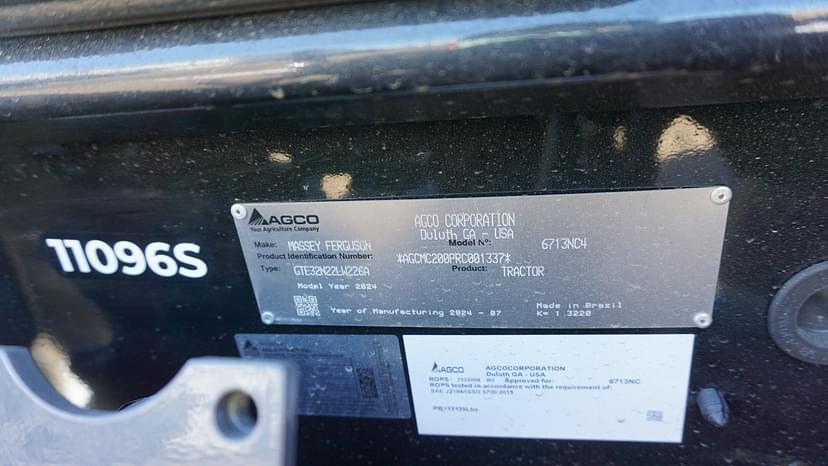 11096S
AGCO
Your Agriculture Company
AGCO CORPORATION
Duluth GA - USA
Make: MASSEY FERGUSON Model Nº: 6713NC4
Product Identification Number: *AGCMC200PRC001337*
Type: GTE32N22LW226A Product: TRACTOR
Model Year 2024
Year of Manufacturing 2024 - 07
Made in Brazil
K= 1.3220
AGCO
AGCOCORPORATION
Duluth GA - USA
ROPS: Approved for: 6713NC
ROPS tested in accordance with the requirement of: